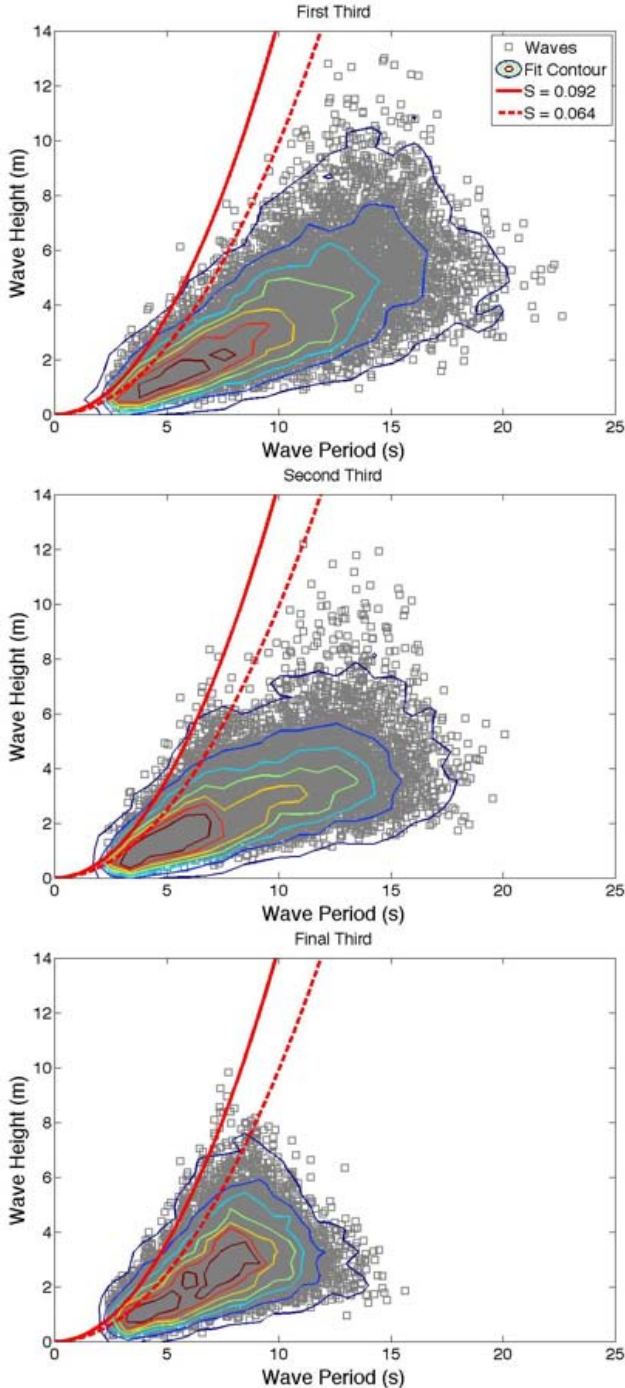 First Third
14
12
10
8
6
4
2
0
Wave Height (m)
Waves
Fit Contour
S = 0.092
S = 0.064
0 5 10 15 20 25
Wave Period (s)
Second Third
14
12
10
8
6
4
2
0
Wave Height (m)
0 5 10 15 20 25
Wave Period (s)
Final Third
14
12
10
8
6
4
2
0
Wave Height (m)
0 5 10 15 20 25
Wave Period (s)